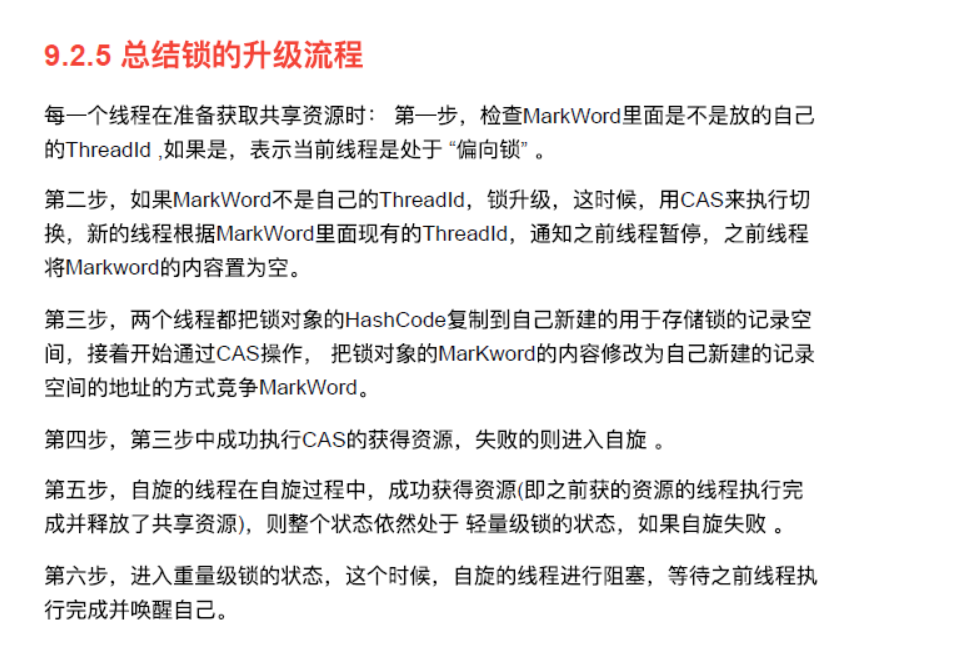 9.2.5 总结锁的升级流程
每一个线程在准备获取共享资源时： 第一步，检查MarkWord里面是不是放的自己
的ThreadId ,如果是，表示当前线程是处于 “偏向锁” 。
第二步，如果MarkWord不是自己的ThreadId，锁升级，这时候，用CAS来执行切
换，新的线程根据MarkWord里面现有的ThreadId，通知之前线程暂停，之前线程
将Markword的内容置为空。
第三步，两个线程都把锁对象的HashCode复制到自己新建的用于存储锁的记录空
间，接着开始通过CAS操作， 把锁对象的MarKword的内容修改为自己新建的记录
空间的地址的方式竞争MarkWord。
第四步，第三步中成功执行CAS的获得资源，失败的则进入自旋 。
第五步，自旋的线程在自旋过程中，成功获得资源(即之前获的资源的线程执行完
成并释放了共享资源)，则整个状态依然处于 轻量级锁的状态，如果自旋失败 。
第六步，进入重量级锁的状态，这个时候，自旋的线程进行阻塞，等待之前线程执
行完成并唤醒自己。